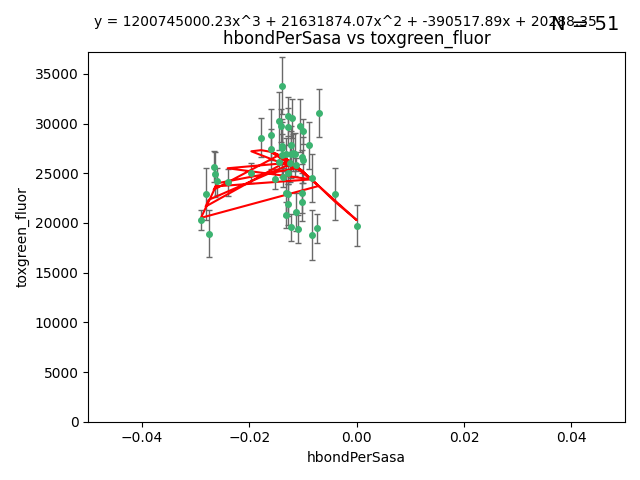 y = 1200745000.23x^3 + 21631874.07x^2 + -390517.89x + 20288.35
N = 51
hbondPerSasa vs toxgreen_fluor
35000
30000
25000
20000
15000
10000
5000
0
toxgreen_fluor
−0.04 −0.02 0.00 0.02 0.04
hbondPerSasa